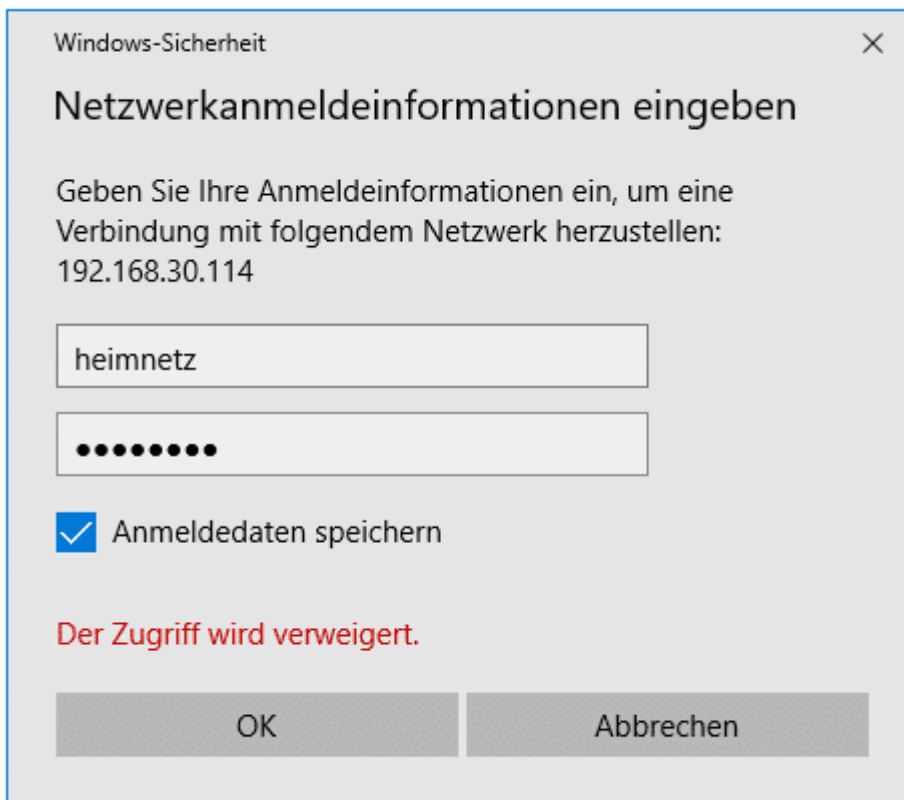 Windows-Sicherheit
Netzwerkanmeldeinformationen eingeben
Geben Sie Ihre Anmeldeinformationen ein, um eine
Verbindung mit folgendem Netzwerk herzustellen:
192.168.30.114
heimnetz
••••••••
Anmeldedaten speichern
Der Zugriff wird verweigert.
OK
Abbrechen